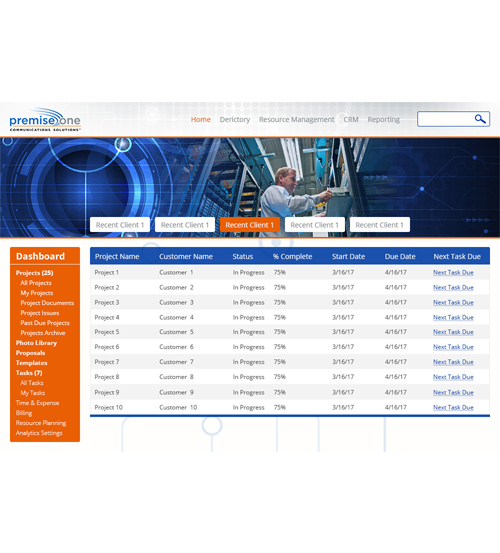 premise one
COMMUNICATIONS SOLUTIONS
Home Derictory Resource Management CRM Reporting
Recent Client 1 Recent Client 1 Recent Client 1 Recent Client 1 Recent Client 1
Dashboard
Projects (25)
All Projects
My Projects
Project Documents
Project Issues
Past Due Projects
Projects Archive
Photo Library
Proposals
Templates
Tasks (7)
All Tasks
My Tasks
Time & Expense
Billing
Resource Planning
Analytics Settings
Project Name Customer Name Status % Complete Start Date Due Date Next Task Due
Project 1 Customer 1 In Progress 75% 3/16/17 4/16/17 Next Task Due
Project 2 Customer 2 In Progress 75% 3/16/17 4/16/17 Next Task Due
Project 3 Customer 3 In Progress 75% 3/16/17 4/16/17 Next Task Due
Project 4 Customer 4 In Progress 75% 3/16/17 4/16/17 Next Task Due
Project 5 Customer 5 In Progress 75% 3/16/17 4/16/17 Next Task Due
Project 6 Customer 6 In Progress 75% 3/16/17 4/16/17 Next Task Due
Project 7 Customer 7 In Progress 75% 3/16/17 4/16/17 Next Task Due
Project 8 Customer 8 In Progress 75% 3/16/17 4/16/17 Next Task Due
Project 9 Customer 9 In Progress 75% 3/16/17 4/16/17 Next Task Due
Project 10 Customer 10 In Progress 75% 3/16/17 4/16/17 Next Task Due